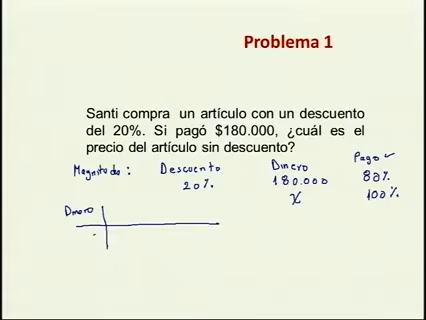 Problema 1
Santi compra un artículo con un descuento
del 20%. Si pagó $180.000, ¿cuál es el
precio del artículo sin descuento?
Magnitudes: Descuento Dinero Pago
20% 180.000 80%
x 100%
Dinero